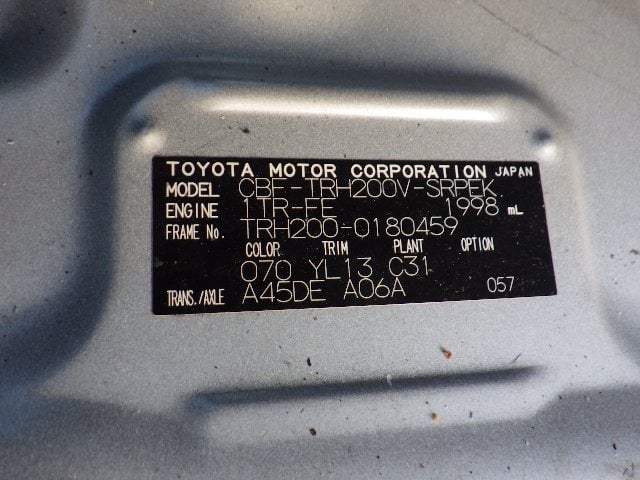 TOYOTA MOTOR CORPORATION JAPAN
MODEL CBF-TRH200V-SRPEK.
ENGINE 1TR-FE 1998 mL
FRAME No. TRH200-0180459
COLOR TRIM PLANT OPTION
070 YL13 C31
TRANS./AXLE A45DE A06A 057